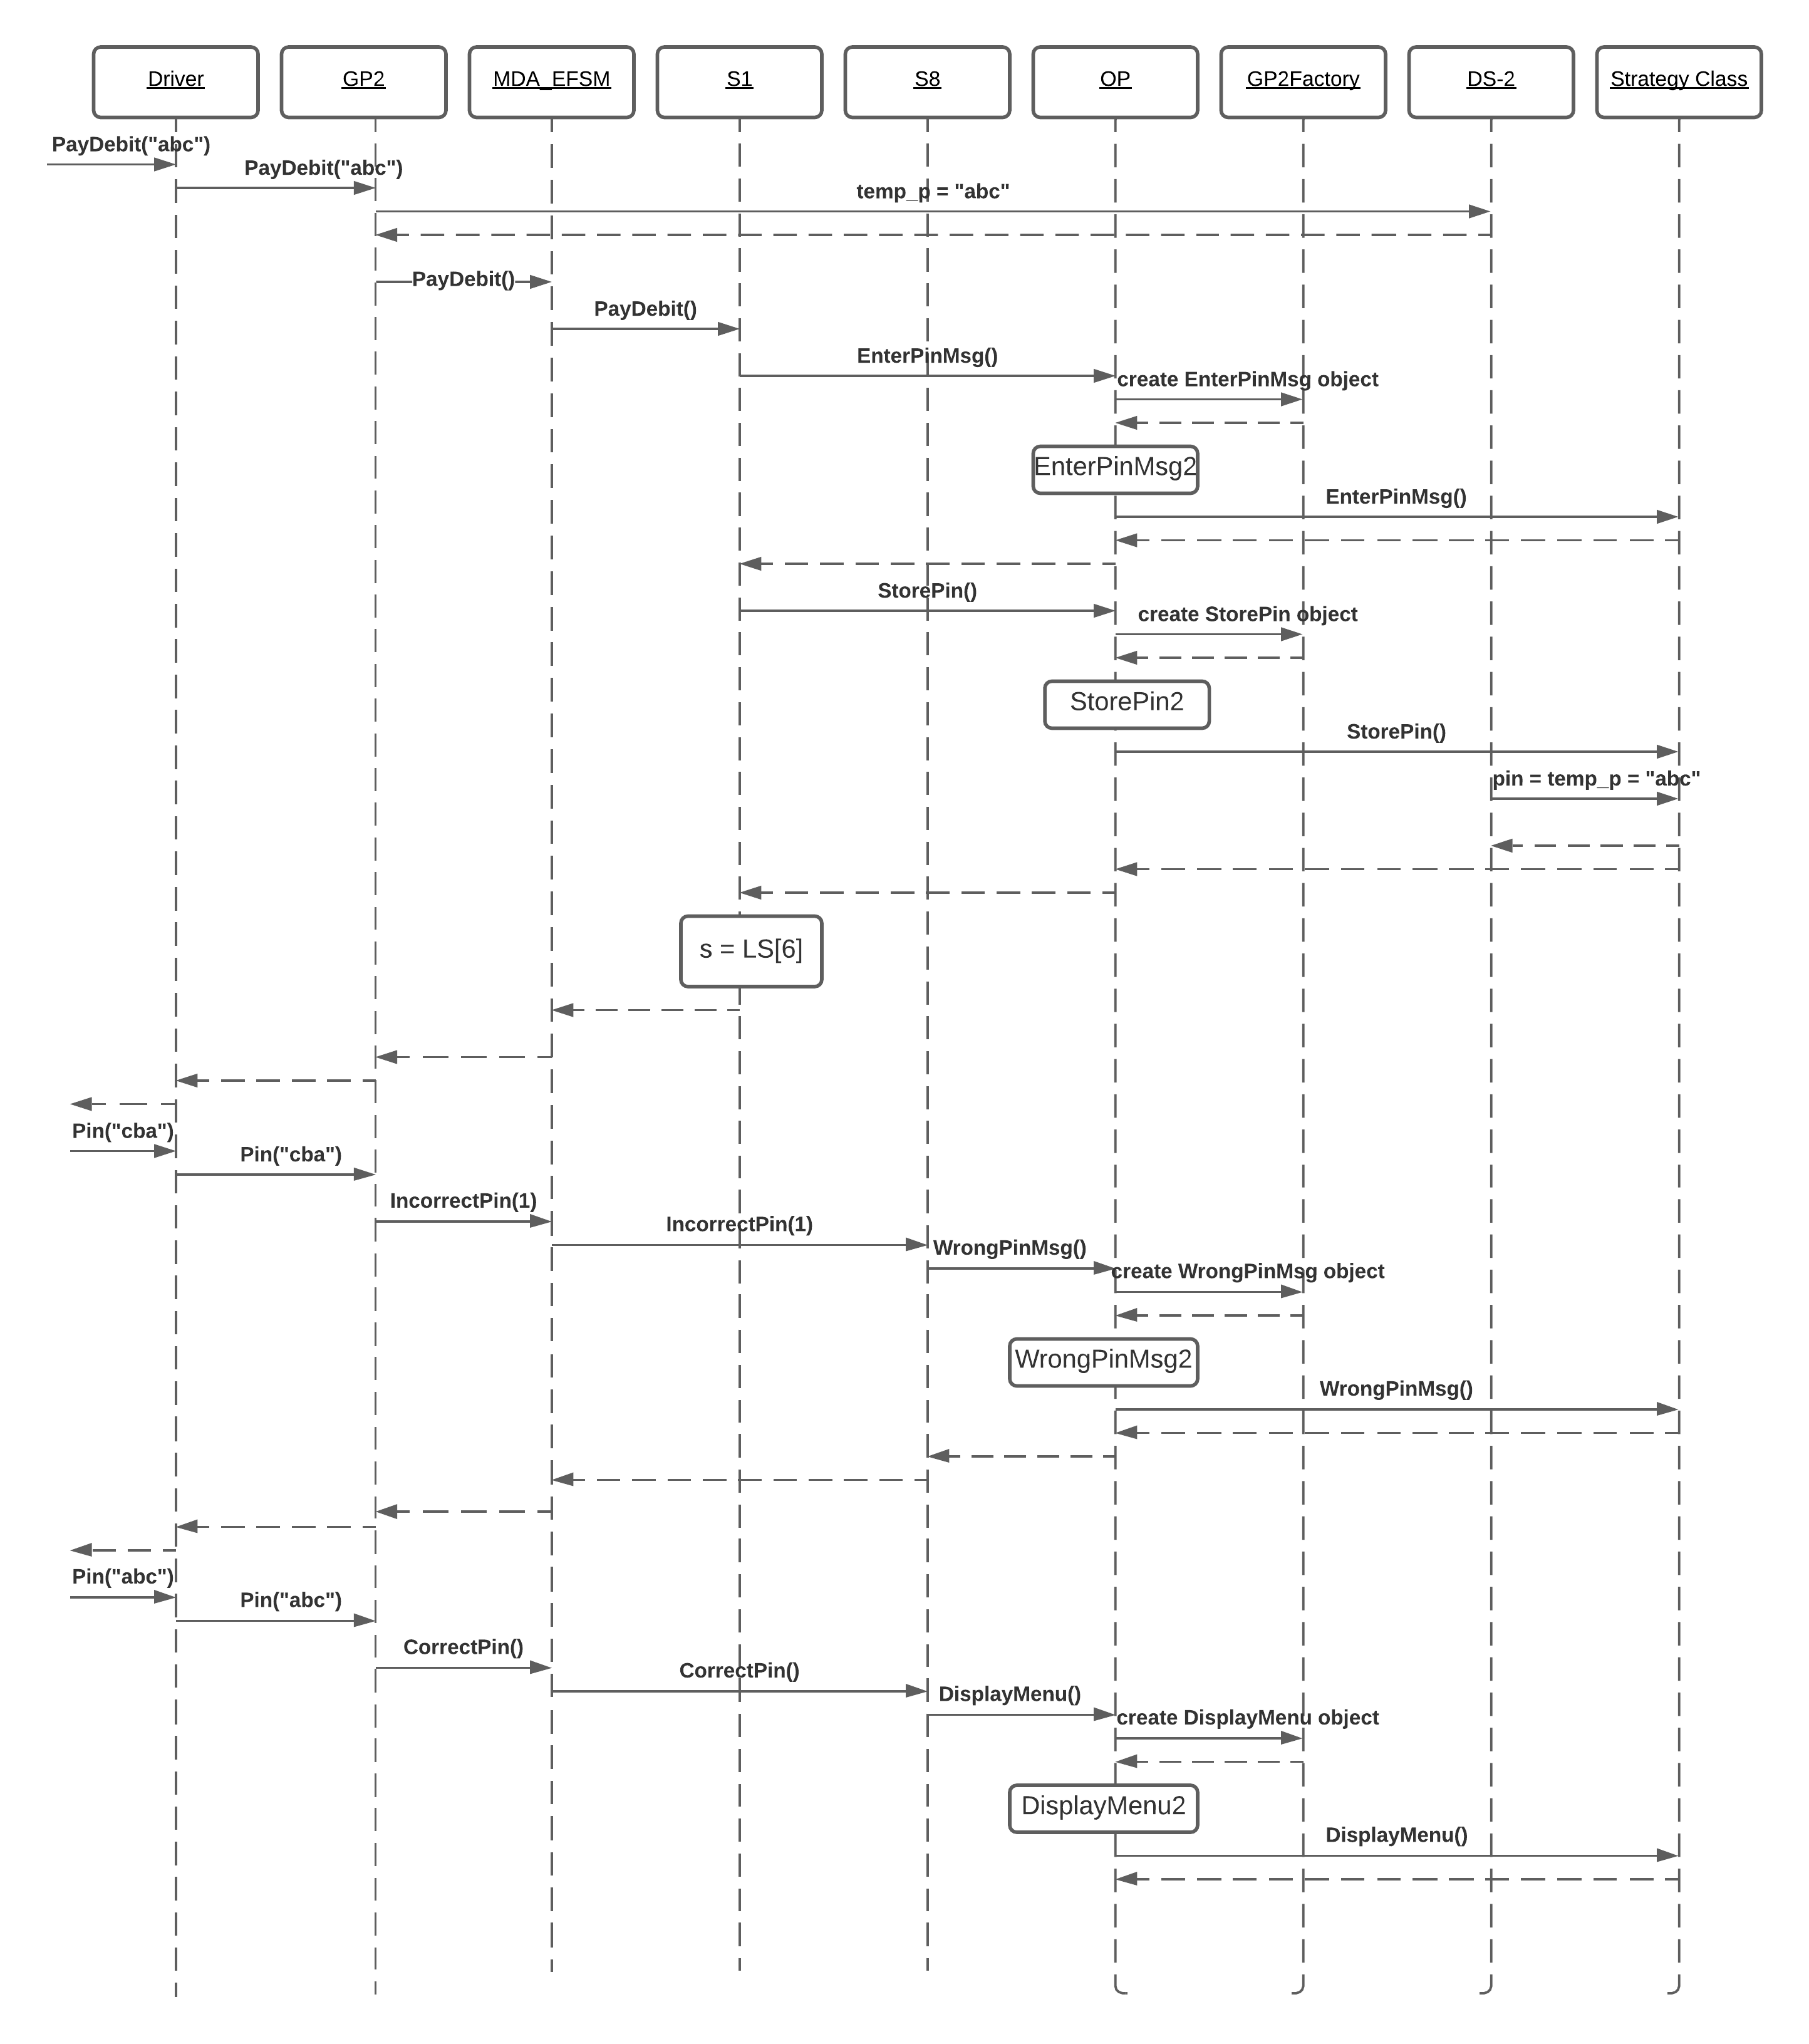 Driver
GP2
MDA_EFSM
S1
S8
OP
GP2Factory
DS-2
Strategy Class
PayDebit("abc")
PayDebit("abc")
temp_p = "abc"
PayDebit()
PayDebit()
EnterPinMsg()
create EnterPinMsg object
EnterPinMsg2
EnterPinMsg()
StorePin()
create StorePin object
StorePin2
StorePin()
pin = temp_p = "abc"
s = LS[6]
Pin("cba")
Pin("cba")
IncorrectPin(1)
IncorrectPin(1)
WrongPinMsg()
create WrongPinMsg object
WrongPinMsg2
WrongPinMsg()
Pin("abc")
Pin("abc")
CorrectPin()
CorrectPin()
DisplayMenu()
create DisplayMenu object
DisplayMenu2
DisplayMenu()